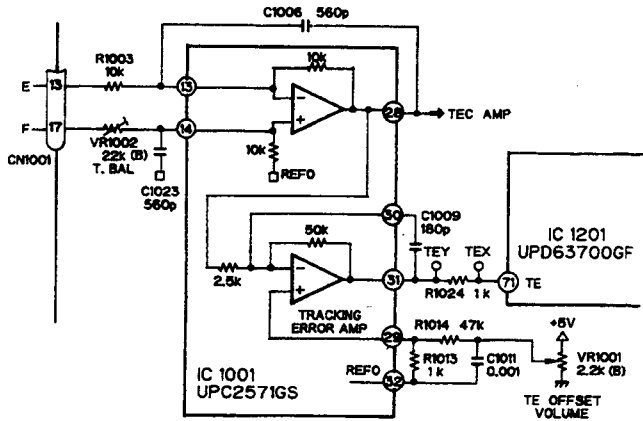 C1006 560p
R1003
10k
10k
E 13 13
28 TEC AMP
F 17 14
VR1002
22k (B)
T. BAL
CN1001
10k
REFO
C1023
560p
30 C1009
180p
50k
TEY TEX
IC 1201
UPD63700GF
2.5k
31
71 TE
R1024 1k
TRACKING
ERROR AMP
29
R1014 47k
+5V
IC 1001
UPC2571GS
REFO 32
R1013
1k
C1011
0.001
VR1001
2.2k (B)
TE OFFSET
VOLUME